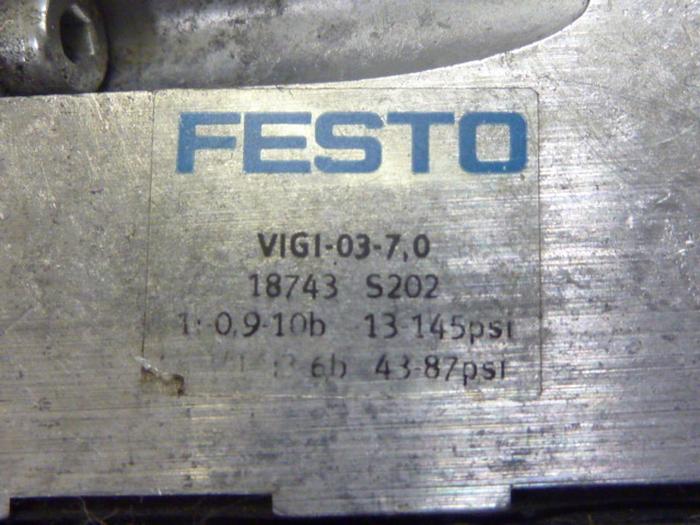 FESTO
VIGI-03-7,0
18743 S202
1: -0,9-10b 13-145psi
6b 43-87psi